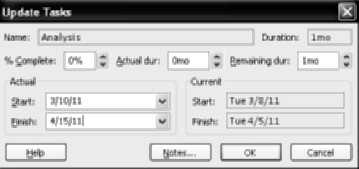 Update Tasks
Name: Analysis Duration: 1mo
% Complete: 0% Actual dur: 0mo Remaining dur: 1mo
Actual Current
Start: 3/10/11 Start: Tue 3/8/11
Finish: 4/15/11 Finish: Tue 4/5/11
Help Notes... OK Cancel